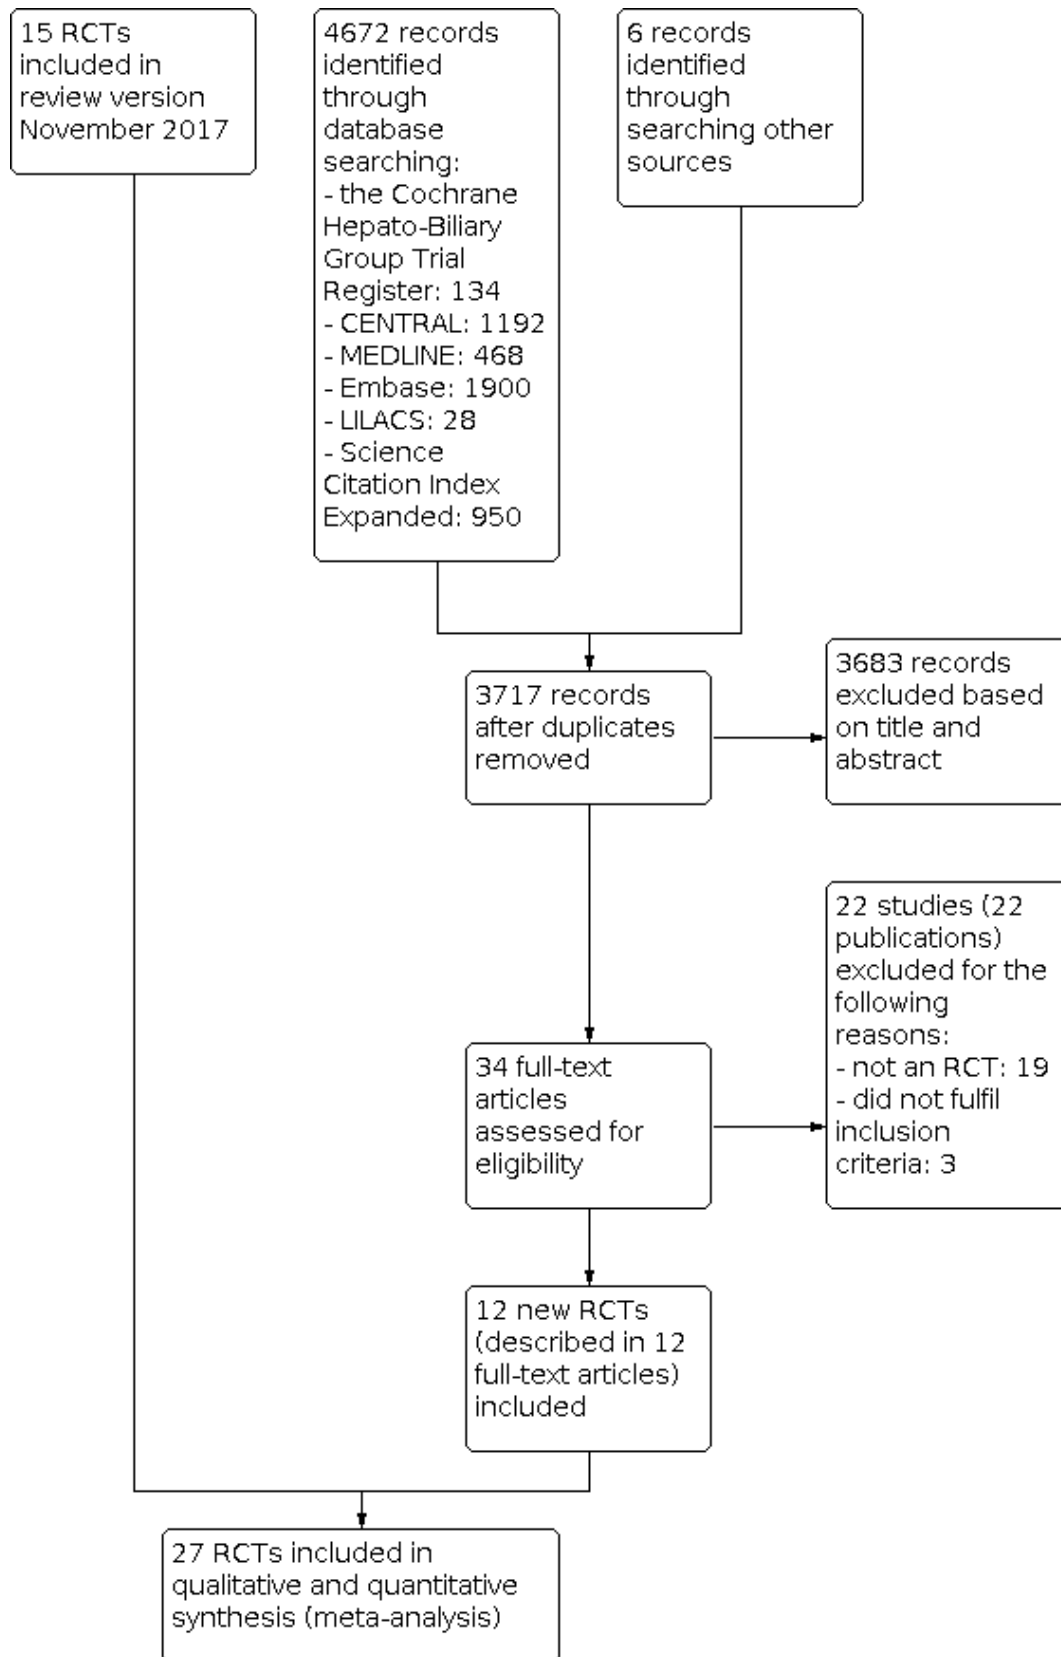 15 RCTs
included in
review version
November 2017
4672 records
identified
through
database
searching:
- the Cochrane
Hepato-Biliary
Group Trial
Register: 134
- CENTRAL: 1192
- MEDLINE: 468
- Embase: 1900
- LILACS: 28
- Science
Citation Index
Expanded: 950
6 records
identified
through
searching other
sources
3717 records
after duplicates
removed
3683 records
excluded based
on title and
abstract
34 full-text
articles
assessed for
eligibility
22 studies (22
publications)
excluded for the
following
reasons:
- not an RCT: 19
- did not fulfil
inclusion
criteria: 3
12 new RCTs
(described in 12
full-text articles)
included
27 RCTs included in
qualitative and quantitative
synthesis (meta-analysis)